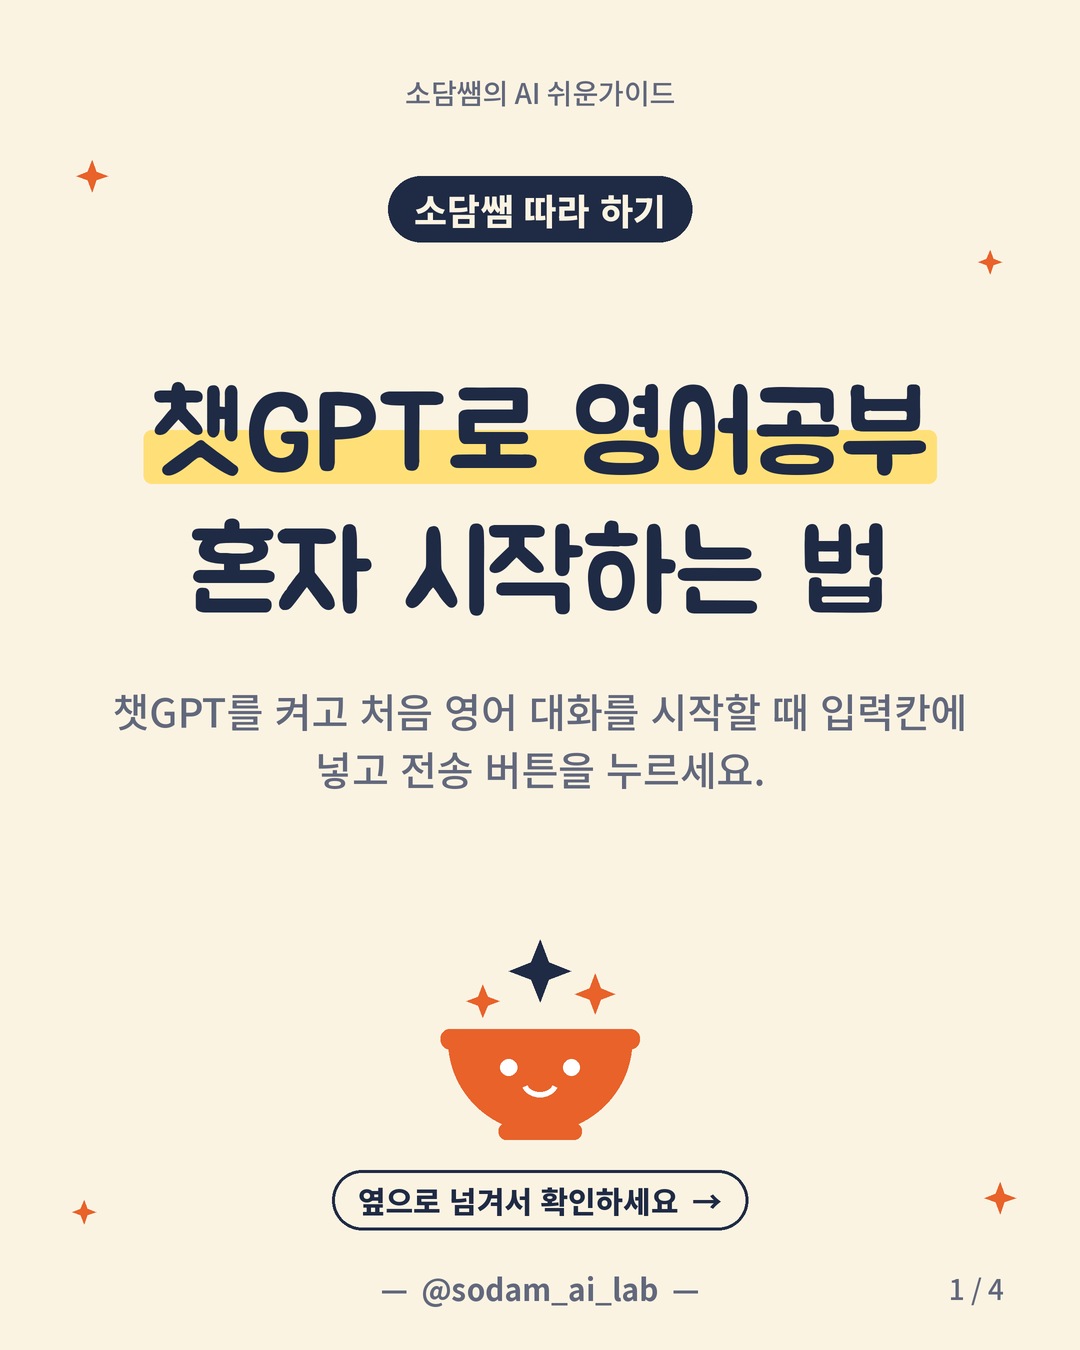 소담쌤의 AI 쉬운가이드
소담쌤 따라 하기
챗GPT로 영어공부
혼자 시작하는 법
챗GPT를 켜고 처음 영어 대화를 시작할 때 입력칸에
넣고 전송 버튼을 누르세요.
옆으로 넘겨서 확인하세요 →
— @sodam_ai_lab —
1 / 4